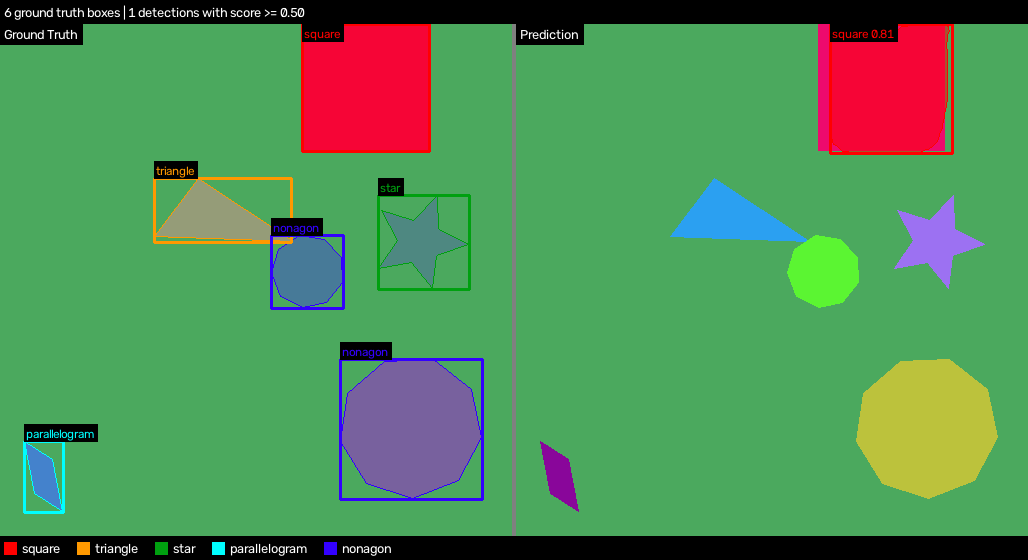 6 ground truth boxes | 1 detections with score >= 0.50
Ground Truth
Prediction
square
square 0.81
triangle
star
nonagon
nonagon
parallelogram
square
triangle
star
parallelogram
nonagon